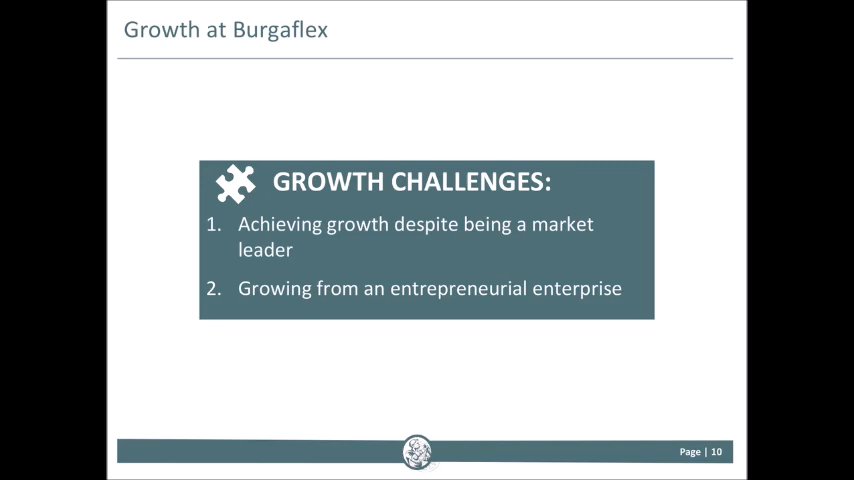 Growth at Burgaflex
GROWTH CHALLENGES:
1. Achieving growth despite being a market
leader
2. Growing from an entrepreneurial enterprise
Page | 10